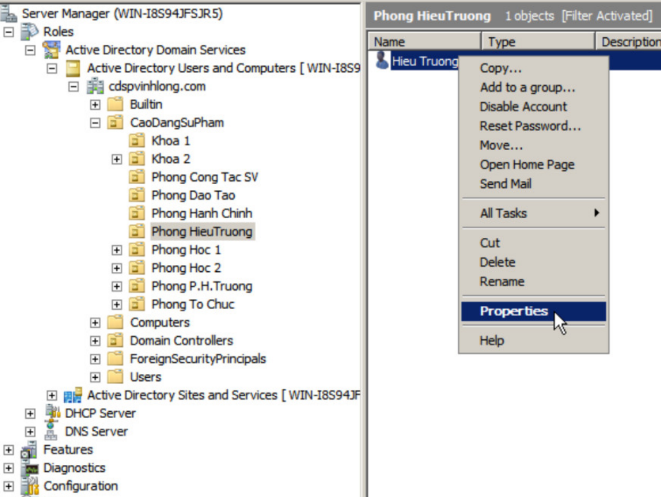 Server Manager (WIN-I8S94JFSJR5)
Roles
Active Directory Domain Services
Active Directory Users and Computers [ WIN-I8S9
cdspvinhlong.com
Builtin
CaoDangSuPham
Khoa 1
Khoa 2
Phong Cong Tac SV
Phong Dao Tao
Phong Hanh Chinh
Phong HieuTruong
Phong Hoc 1
Phong Hoc 2
Phong P.H.Truong
Phong To Chuc
Computers
Domain Controllers
ForeignSecurityPrincipals
Users
Active Directory Sites and Services [ WIN-I8S94JF
DHCP Server
DNS Server
Features
Diagnostics
Configuration
Phong HieuTruong 1 objects [Filter Activated]
Name Type Description
Hieu Truong
Copy...
Add to a group...
Disable Account
Reset Password...
Move...
Open Home Page
Send Mail
All Tasks
Cut
Delete
Rename
Properties
Help